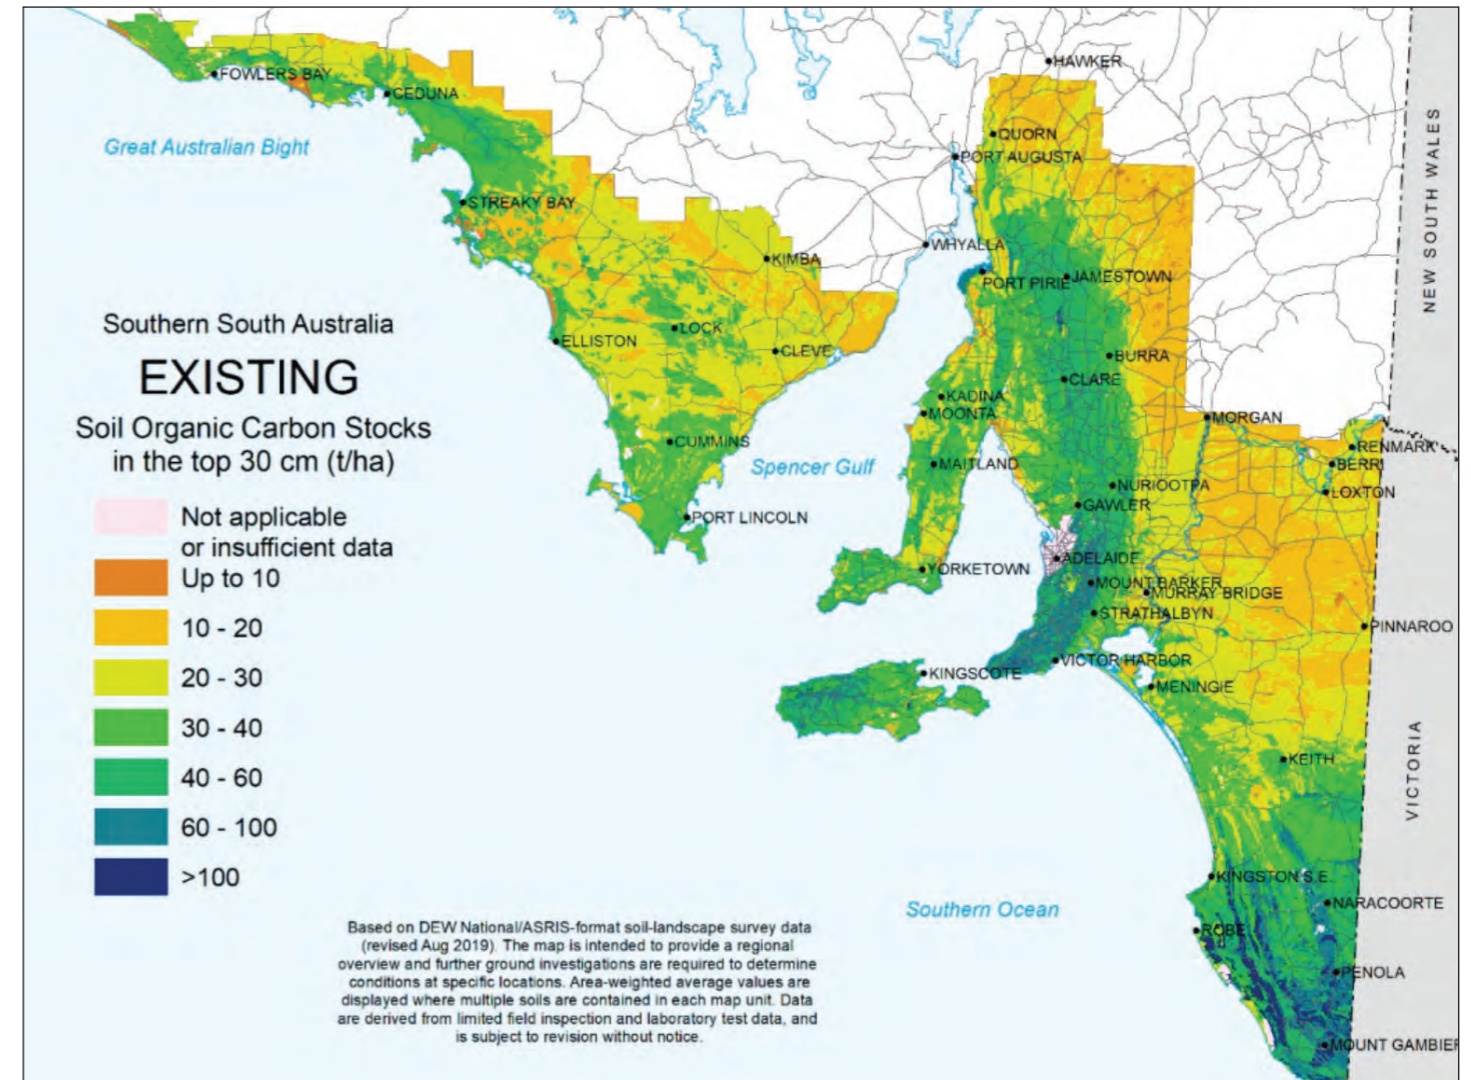 HAWKER
FOWLERS BAY
CEDUNA
Great Australian Bight
QUORN
PORT AUGUSTA
NEW SOUTH WALES
STREAKY BAY
WHYALLA
KIMBA
PORT PIRIE
JAMESTOWN
Southern South Australia
LOCK
ELLISTON
CLEVE
BURRA
EXISTING
CLARE
KADINA
MOONTA
MORGAN
Soil Organic Carbon Stocks
in the top 30 cm (t/ha)
CUMMINS
RENMARK
BERRI
Spencer Gulf
MAITLAND
NURIOOTPA
LOXTON
GAWLER
Not applicable
or insufficient data
PORT LINCOLN
ADELAIDE
Up to 10
YORKETOWN
MOUNT BARKER
MURRAY BRIDGE
STRATHALBYN
10 - 20
PINNAROO
VICTOR HARBOR
KINGSCOTE
20 - 30
MENINGIE
30 - 40
KEITH
VICTORIA
40 - 60
60 - 100
>100
KINGSTON S.E.
NARACOORTE
Southern Ocean
ROBE
PENOLA
MOUNT GAMBIER
Based on DEW National/ASRIS-format soil-landscape survey data
(revised Aug 2019). The map is intended to provide a regional
overview and further ground investigations are required to determine
conditions at specific locations. Area-weighted average values are
displayed where multiple soils are contained in each map unit. Data
are derived from limited field inspection and laboratory test data, and
is subject to revision without notice.